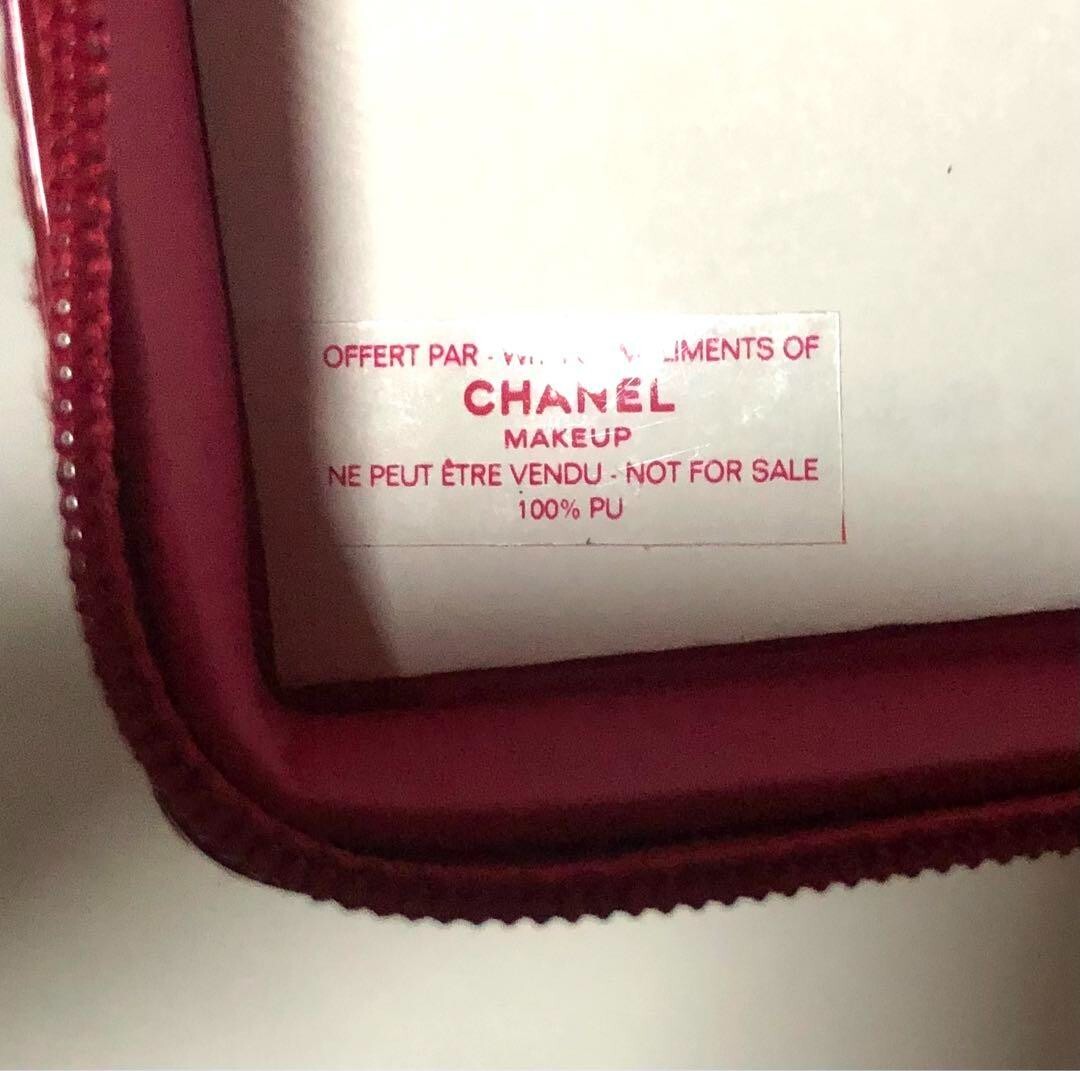 OFFERT PAR - OF
CHANEL
MAKEUP
NE PEUT ÊTRE VENDU - NOT FOR SALE
100% PU